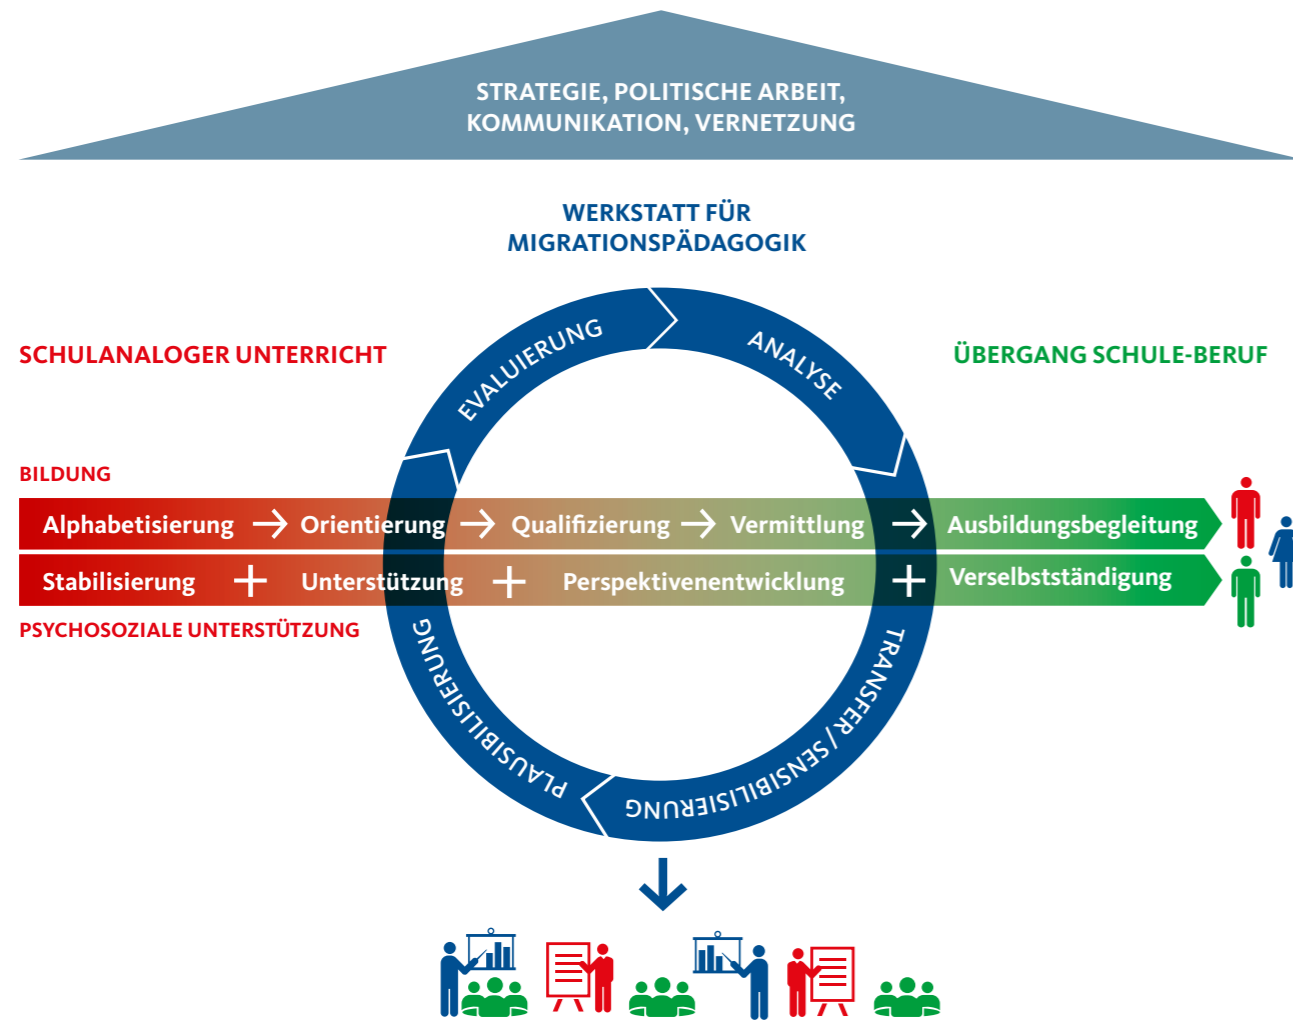 STRATEGIE, POLITISCHE ARBEIT,
KOMMUNIKATION, VERNETZUNG
WERKSTATT FÜR
MIGRATIONSPÄDAGOGIK
SCHULANALOGER UNTERRICHT
ÜBERGANG SCHULE-BERUF
EVALUIERUNG
ANALYSE
BILDUNG
Alphabetisierung → Orientierung → Qualifizierung → Vermittlung → Ausbildungsbegleitung
Stabilisierung + Unterstützung + Perspektivenentwicklung + Verselbstständigung
PSYCHOSOZIALE UNTERSTÜTZUNG
PLAUSIBILISIERUNG
TRANSFER / SENSIBILISIERUNG